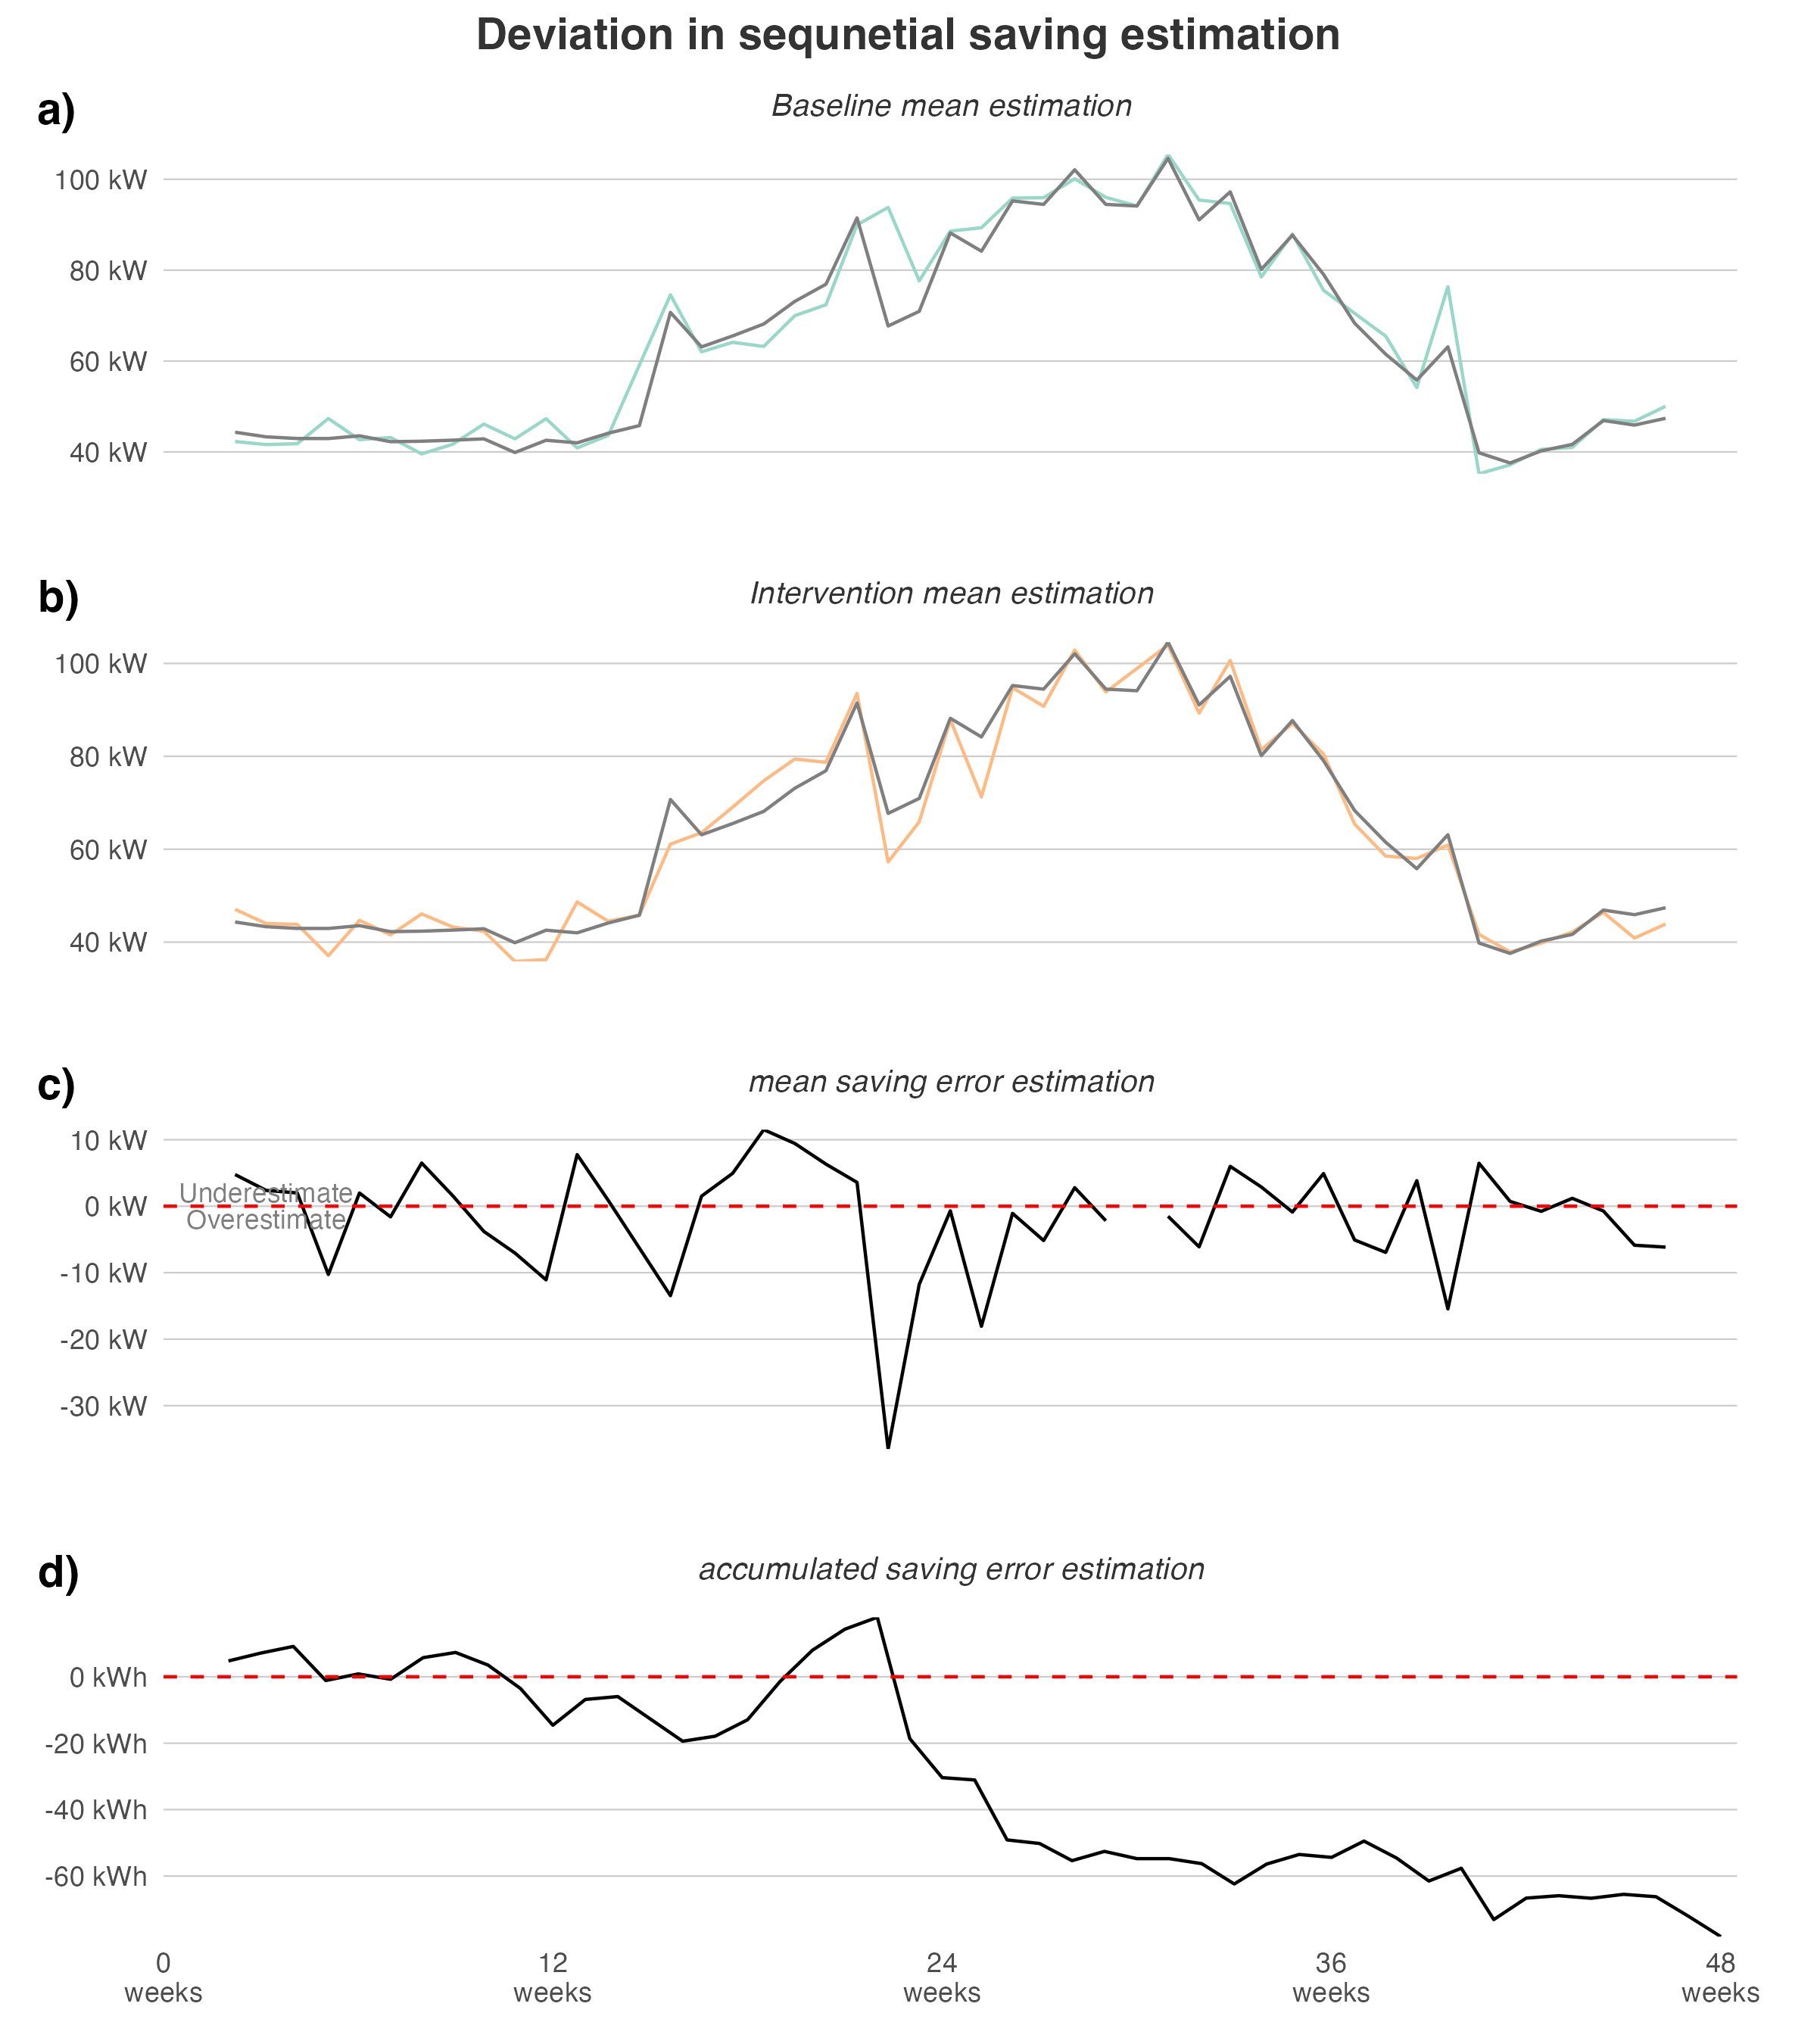 Deviation in sequnetial saving estimation
a)
Baseline mean estimation
100 kW
80 kW
60 kW
40 kW
b)
Intervention mean estimation
100 kW
80 kW
60 kW
40 kW
c)
mean saving error estimation
10 kW
Underestimate
0 kW
Overestimate
-10 kW
-20 kW
-30 kW
d)
accumulated saving error estimation
0 kWh
-20 kWh
-40 kWh
-60 kWh
0 12 24 36 48
weeks weeks weeks weeks weeks